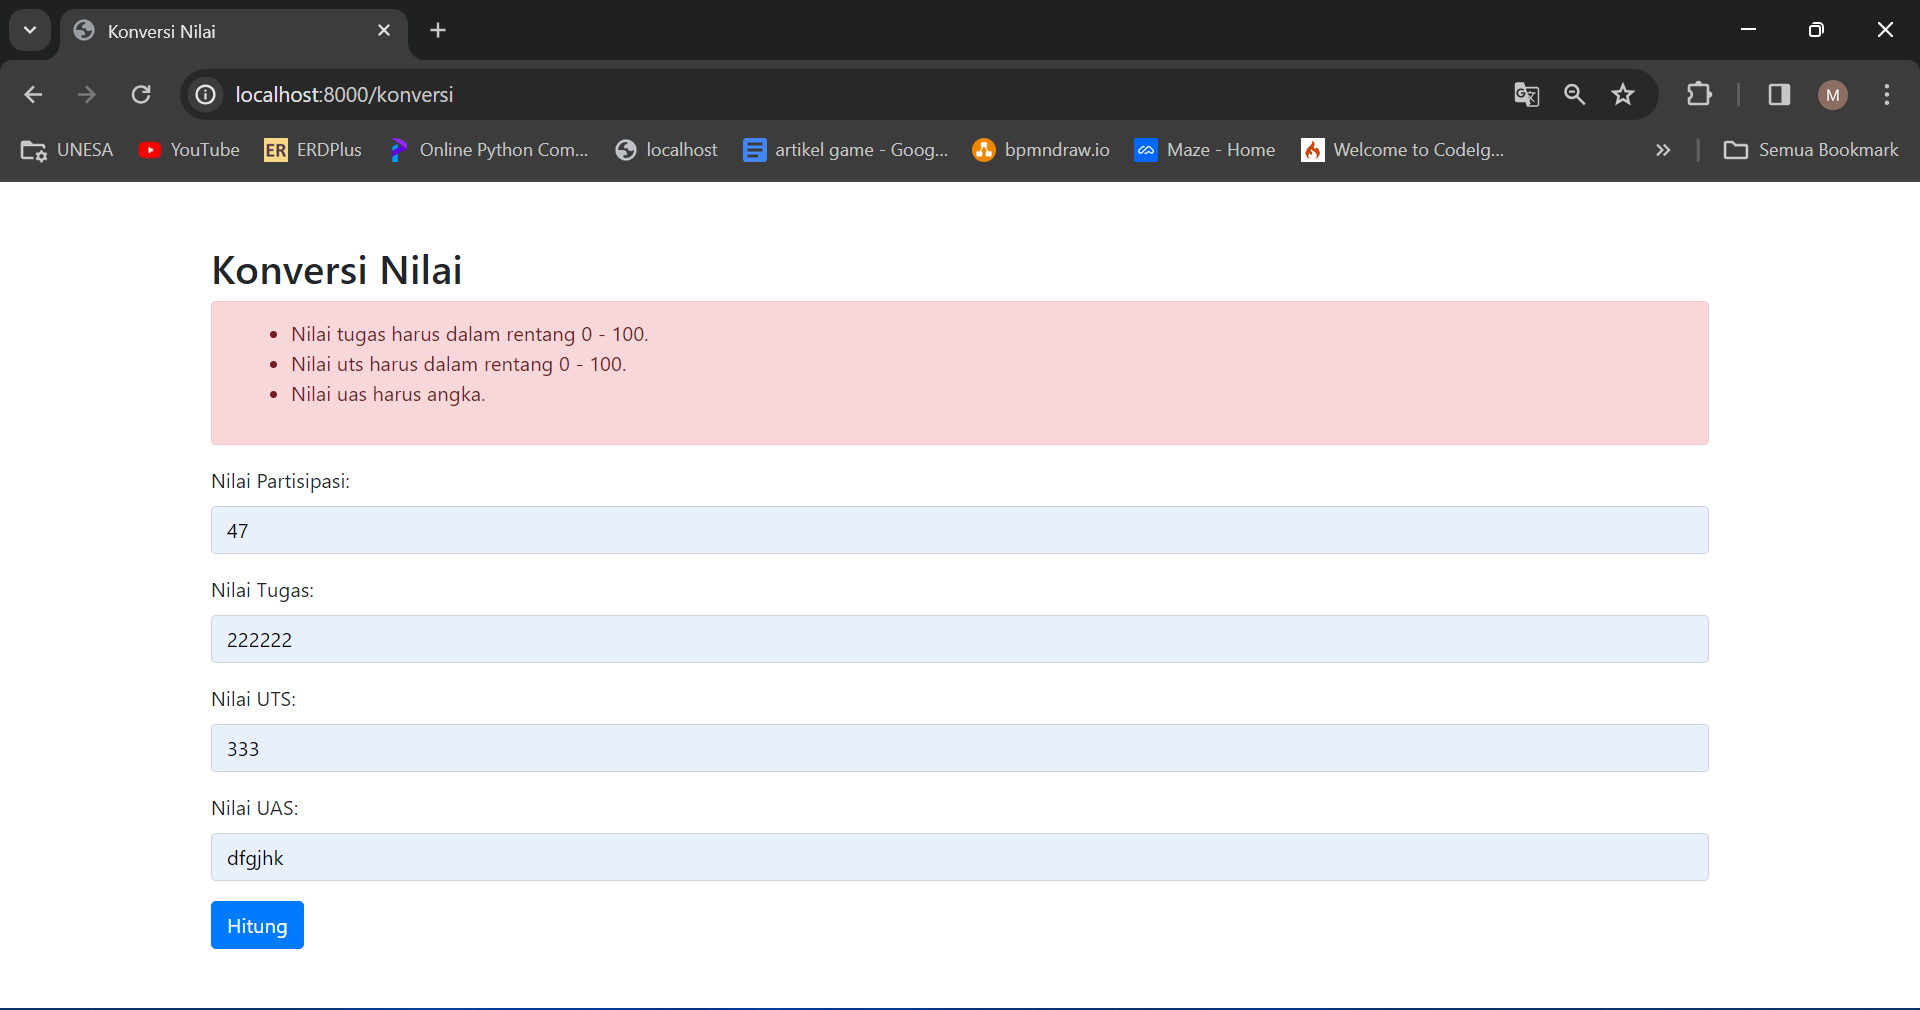 Konversi Nilai
localhost:8000/konversi
M
UNESA YouTube ER ERDPlus Online Python Com... localhost artikel game - Goog... bpmndraw.io Maze - Home Welcome to CodeIg... Semua Bookmark
Konversi Nilai
Nilai tugas harus dalam rentang 0 - 100.
Nilai uts harus dalam rentang 0 - 100.
Nilai uas harus angka.
Nilai Partisipasi:
47
Nilai Tugas:
222222
Nilai UTS:
333
Nilai UAS:
dfgjhk
Hitung